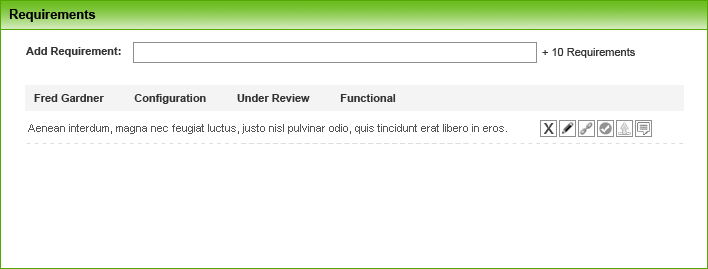 Requirements
Add Requirement: + 10 Requirements
Fred Gardner Configuration Under Review Functional
Aenean interdum, magna nec feugiat luctus, justo nisl pulvinar odio, quis tincidunt erat libero in eros. X